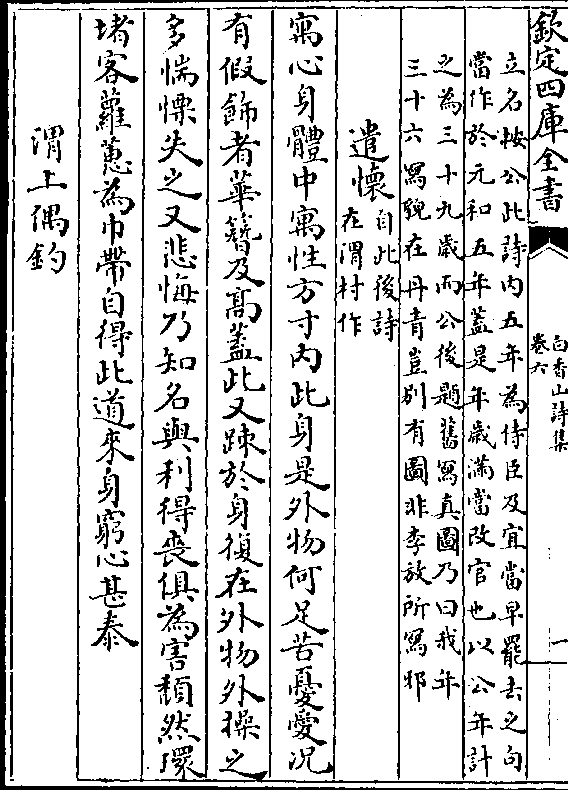 欽定四庫全書
白香山詩集
卷六
一
立名按公此詩内五年為侍臣及宜當早罷去之句
當作於元和五年蓋是年歲滿當改官也以公年計
之為三十九歲而公後題舊寫真圖乃曰我年
三十六寫貌在丹青豈别有圖非李放所寫邪
遣懷自此後詩
在渭村作
寓心身體中寓性方寸内此身是外物何足苦憂愛况
有假飾者華簪及髙蓋此又踈於身復在外物外操之
多惴慄失之又悲悔乃知名與利得喪俱為害頽然環
堵客蘿蕙為巾帶自得此道來身窮心甚泰
渭上偶釣